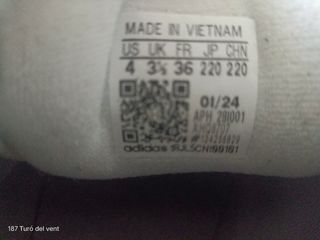 MADE IN VIETNAM
US UK FR JP CHN
4 3½ 36 220 220
01/24
APH 281001
adidas
187 Turó del vent